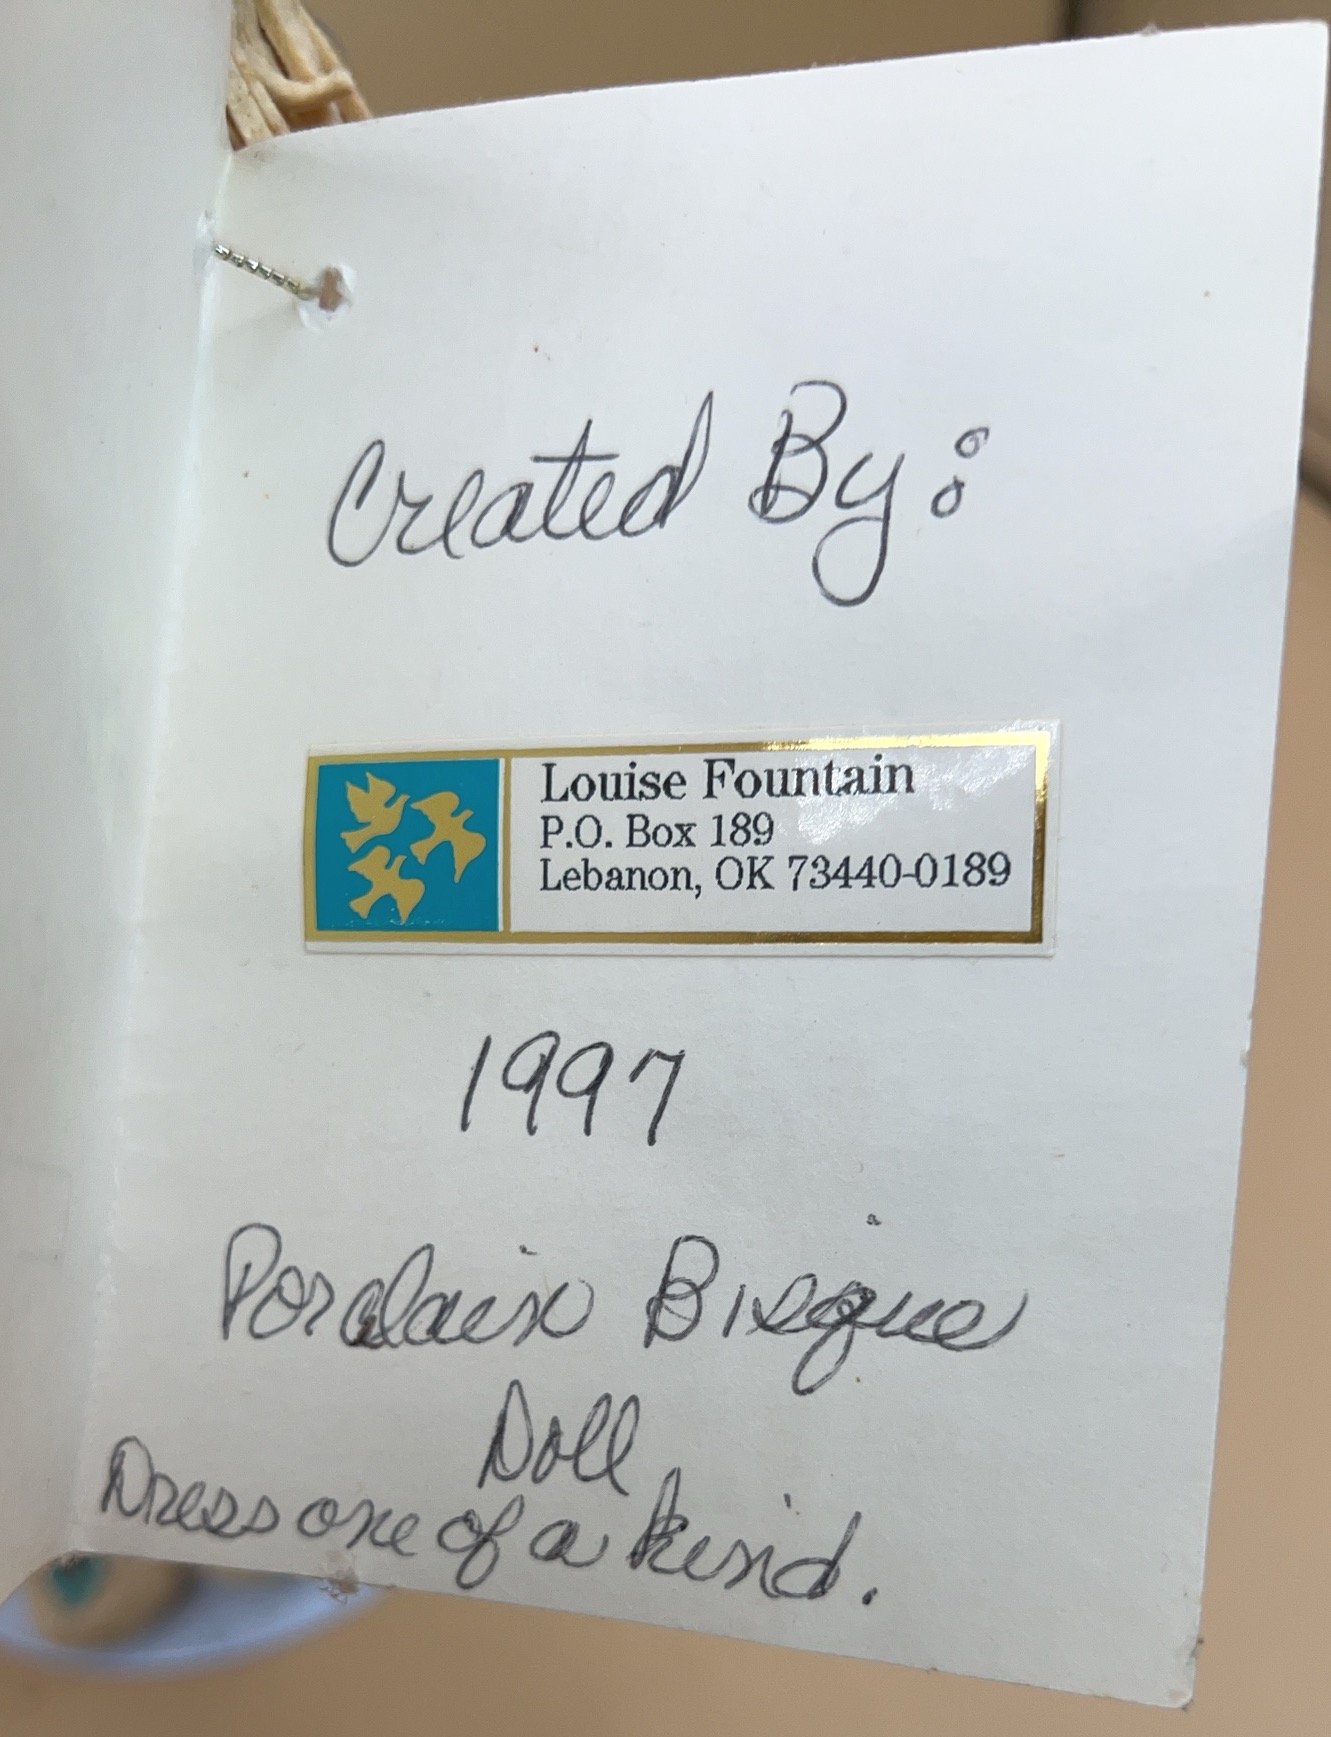 Created By:
Louise Fountain
P.O. Box 189
Lebanon, OK 73440-0189
1997
Porclain Bisque
Doll
Dress one of a kind.